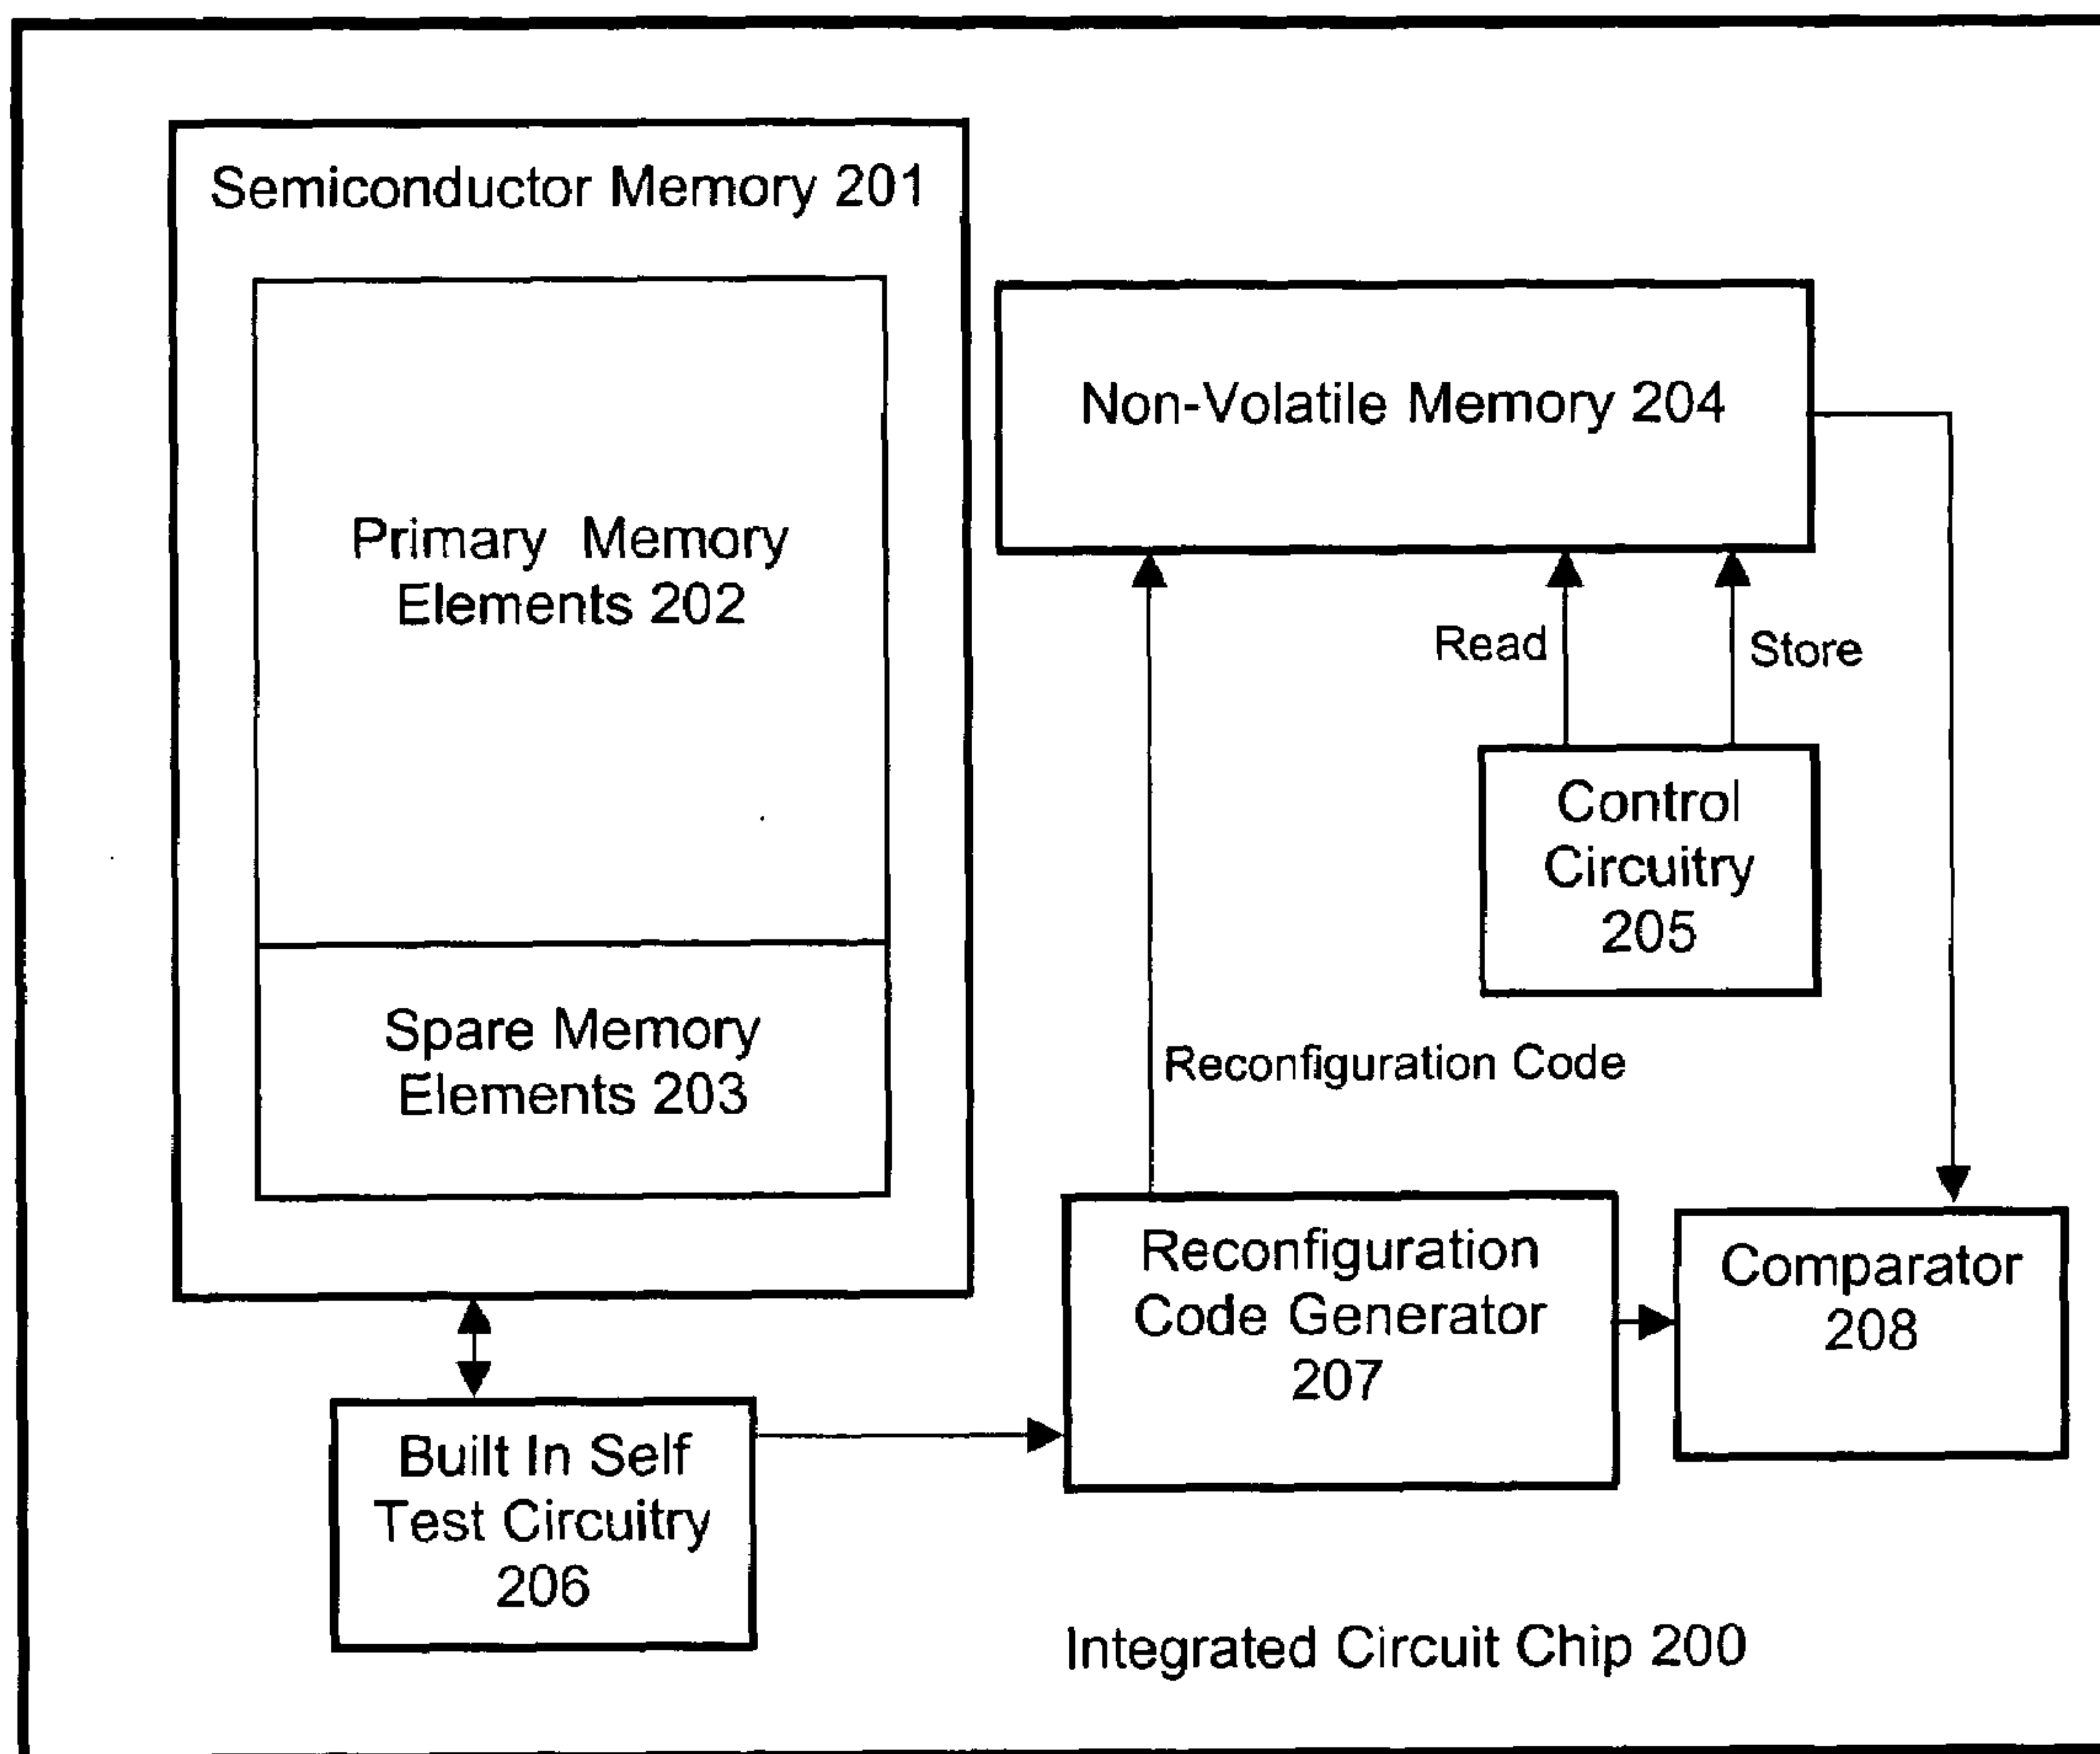 Semiconductor Memory 201
Primary Memory
Elements 202
Spare Memory
Elements 203
Non-Volatile Memory 204
Read
Store
Control
Circuitry
205
Reconfiguration Code
Reconfiguration
Code Generator
207
Comparator
208
Built In Self
Test Circuitry
206
Integrated Circuit Chip 200